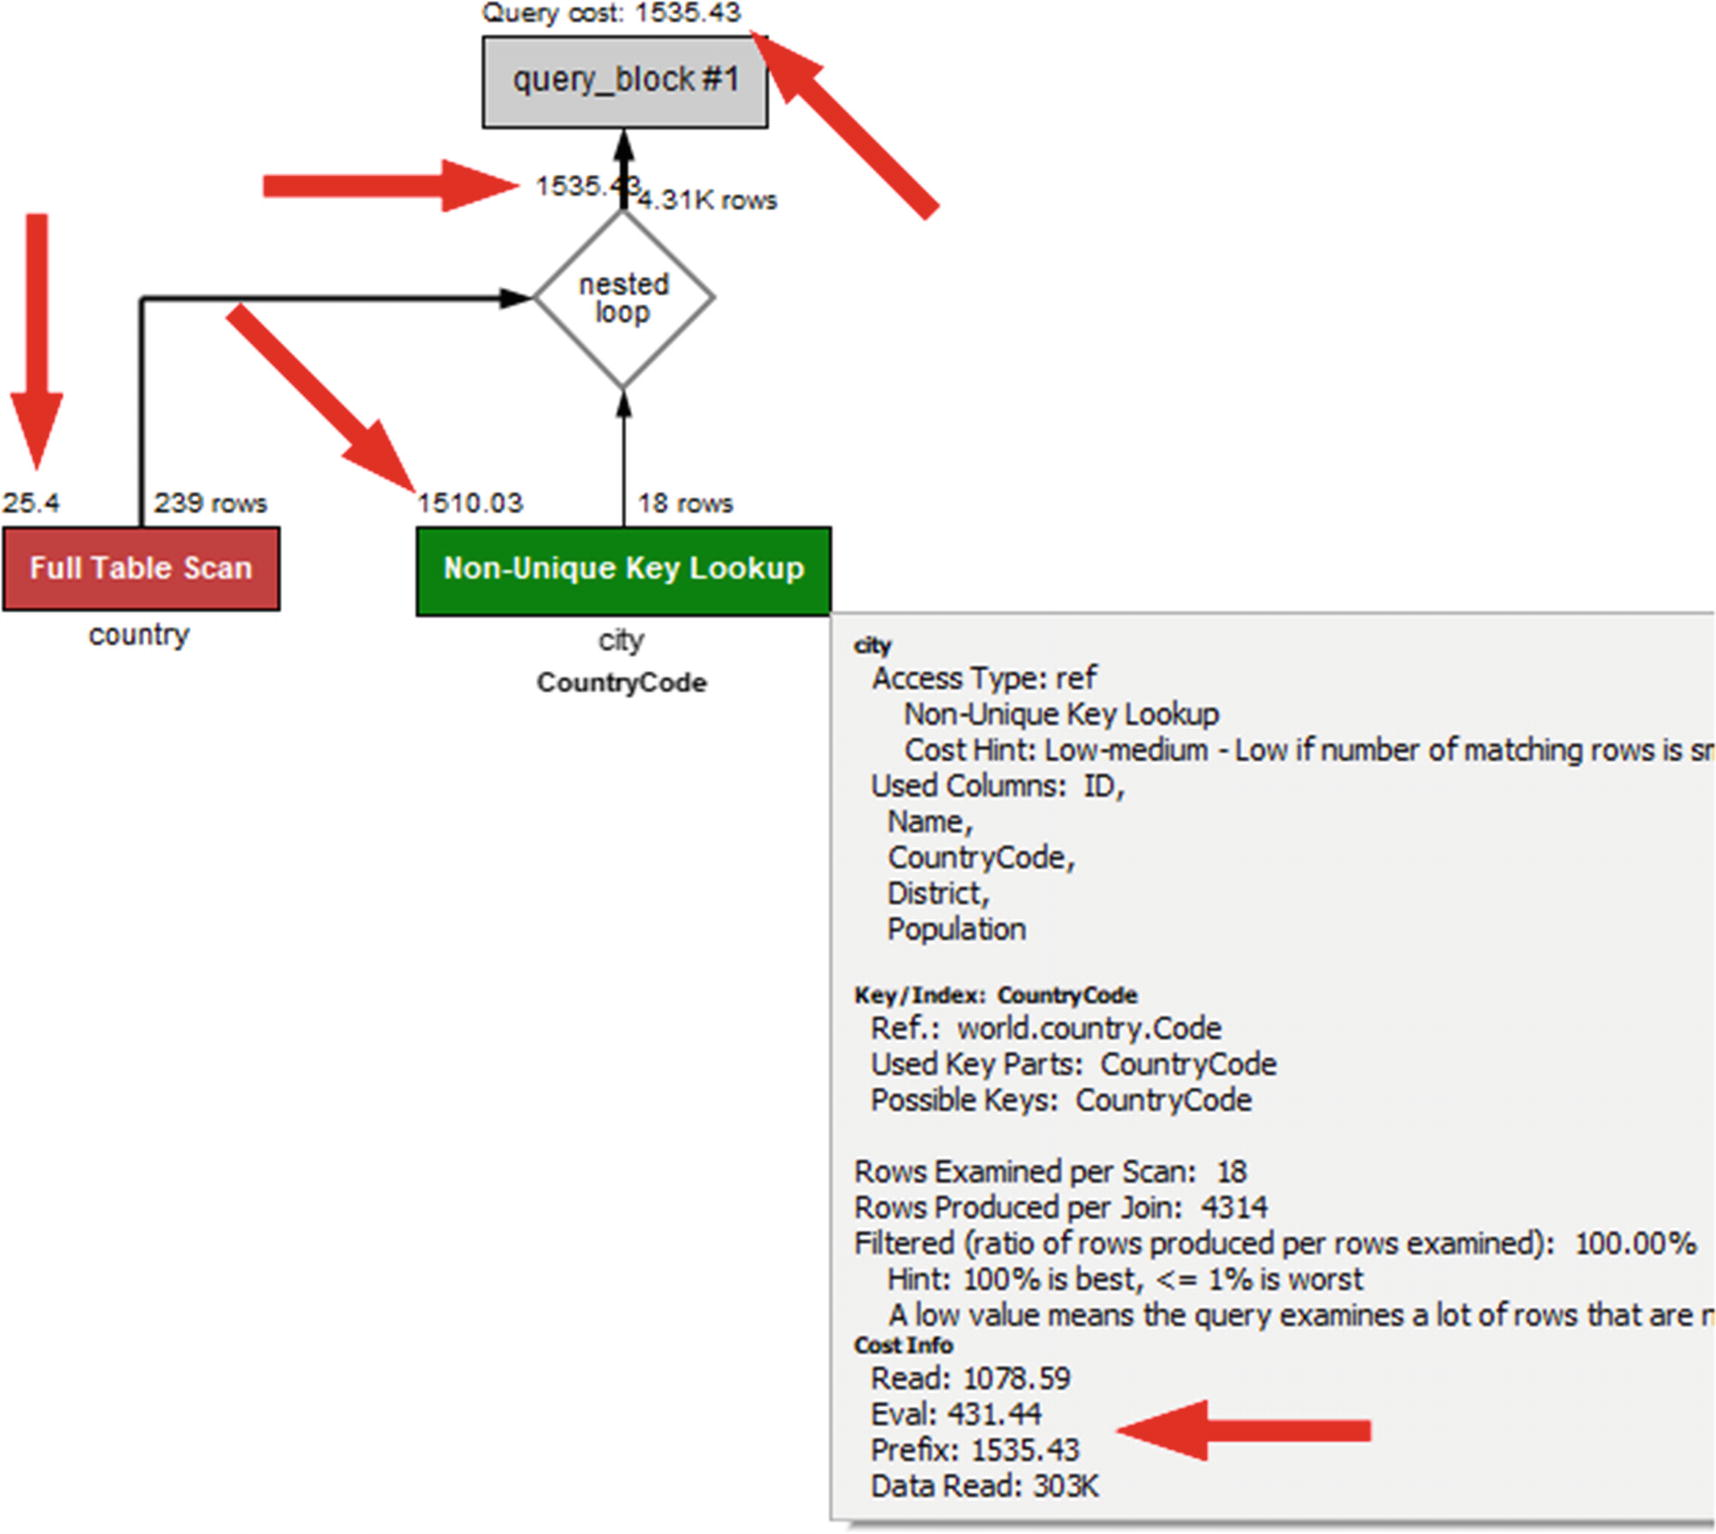 Query cost: 1535.43
query_block #1
1535.43
4.31K rows
nested
loop
25.4
239 rows
1510.03
18 rows
Full Table Scan
Non-Unique Key Lookup
country
city
CountryCode
city
Access Type: ref
Non-Unique Key Lookup
Cost Hint: Low-medium - Low if number of matching rows is
Used Columns: ID,
Name,
CountryCode,
District,
Population
Key/Index: CountryCode
Ref.: world.country.Code
Used Key Parts: CountryCode
Possible Keys: CountryCode
Rows Examined per Scan: 18
Rows Produced per Join: 4314
Filtered (ratio of rows produced per rows examined): 100.00%
Hint: 100% is best, <= 1% is worst
A low value means the query examines a lot of rows that are
Cost Info
Read: 1078.59
Eval: 431.44
Prefix: 1535.43
Data Read: 303K